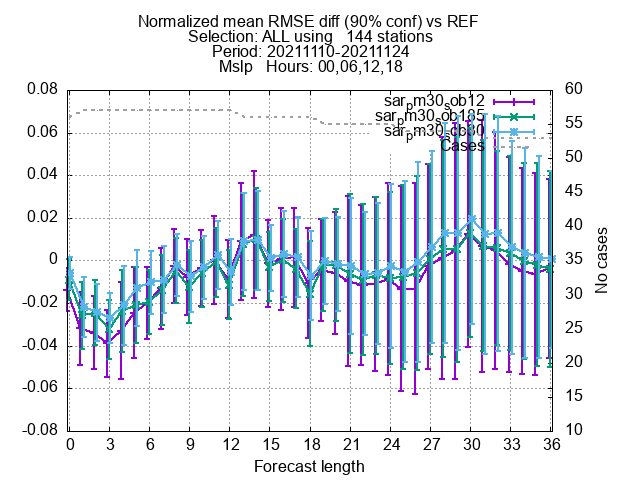 Normalized mean RMSE diff (90% conf) vs REF
Selection: ALL using   144 stations
Period: 20211110-20211124
Mslp   Hours: 00,06,12,18
sarpm30sob12
sarpm30sob185
sarpm30sob30
Cases
0.08
0.06
0.04
0.02
0
-0.02
-0.04
-0.06
-0.08
60
55
50
45
40
35
30
25
20
15
10
No cases
0 3 6 9 12 15 18 21 24 27 30 33 36
Forecast length